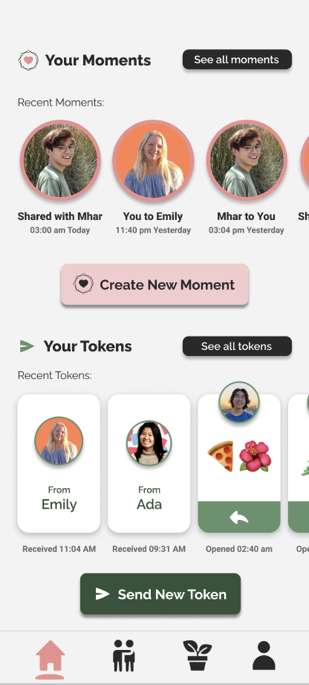 Your Moments
See all moments
Recent Moments:
Shared with Mhar
03:00 am Today
You to Emily
11:40 pm Yesterday
Mhar to You
03:04 pm Yesterday
Sh
Create New Moment
Your Tokens
See all tokens
Recent Tokens:
From
Emily
Received 11:04 AM
From
Ada
Received 09:31 AM
Opened 02:40 am
Ope
Send New Token